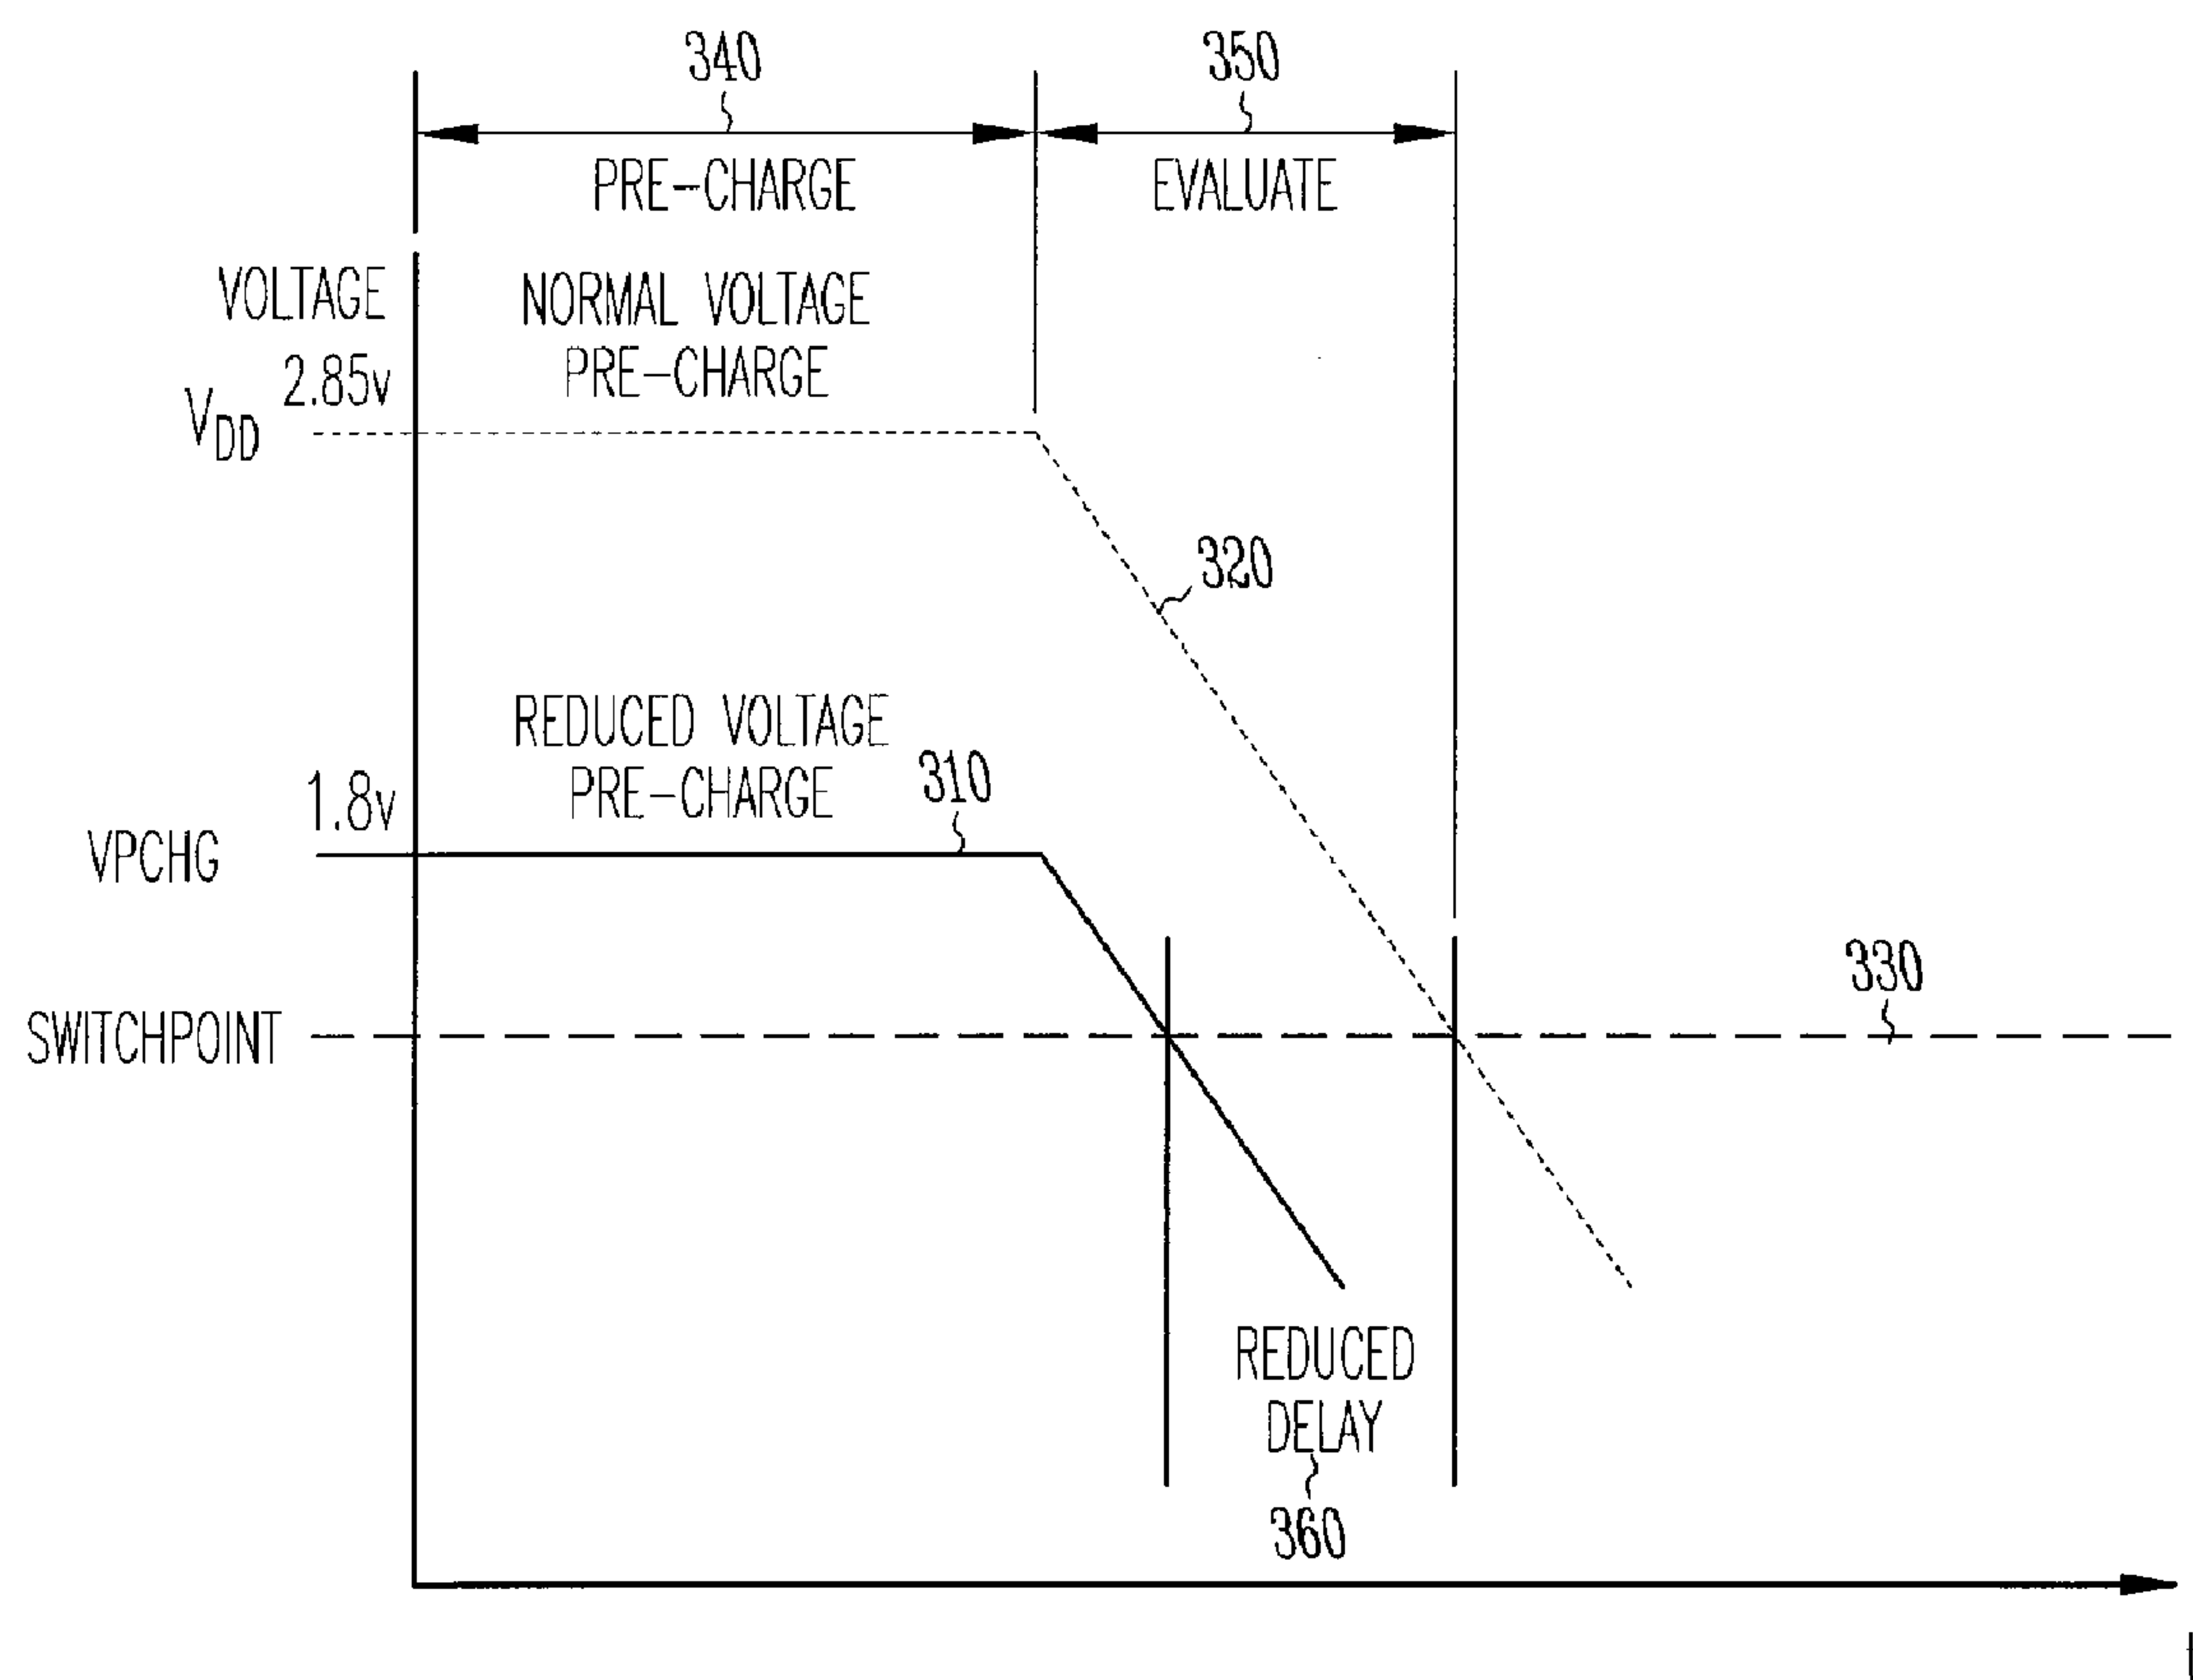 340
350
PRE-CHARGE
EVALUATE
VOLTAGE
NORMAL VOLTAGE
PRE-CHARGE
2.85v
VDD
320
REDUCED VOLTAGE
PRE-CHARGE
310
1.8v
VPCHG
330
SWITCHPOINT
REDUCED
DELAY
360